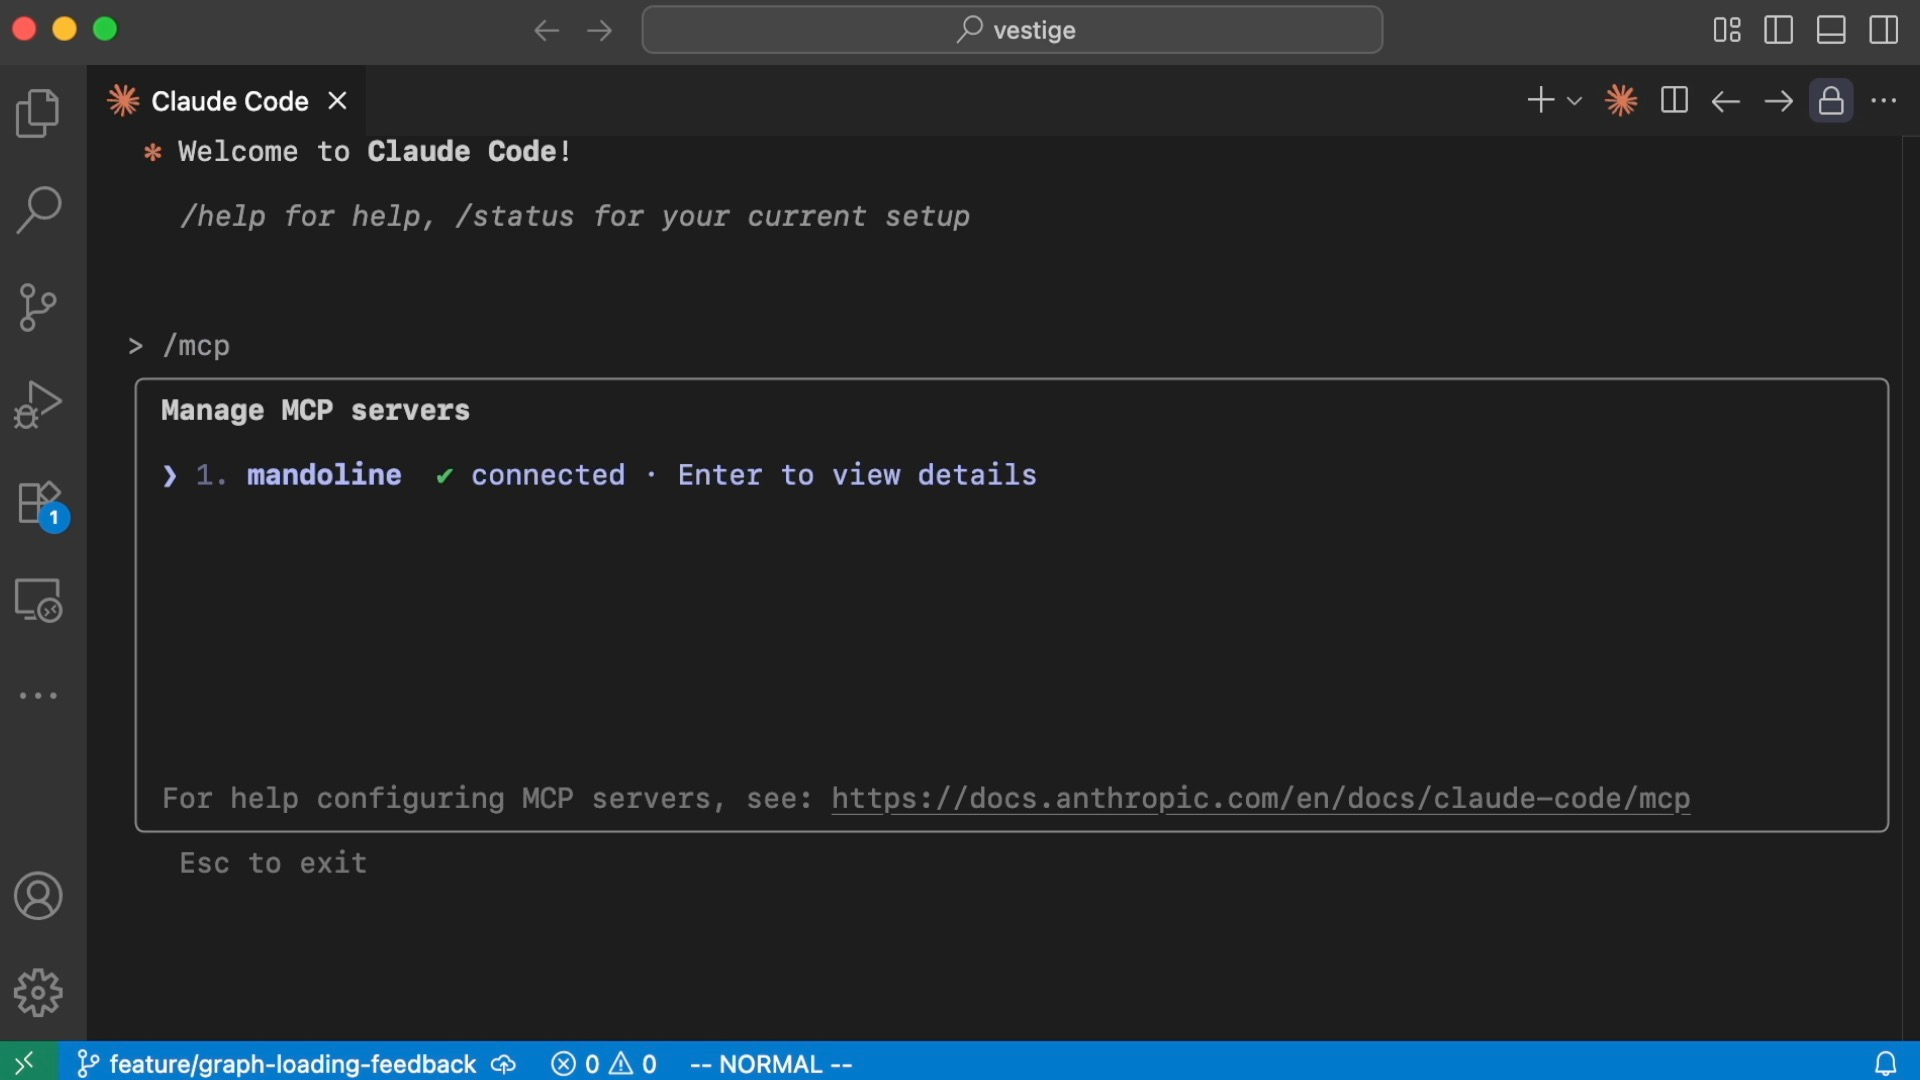 vestige
Claude Code
* Welcome to Claude Code!
/help for help, /status for your current setup
> /mcp
Manage MCP servers
❯ 1. mandoline ✔ connected · Enter to view details
1
For help configuring MCP servers, see: https://docs.anthropic.com/en/docs/claude-code/mcp
Esc to exit
feature/graph-loading-feedback 0 0 -- NORMAL --